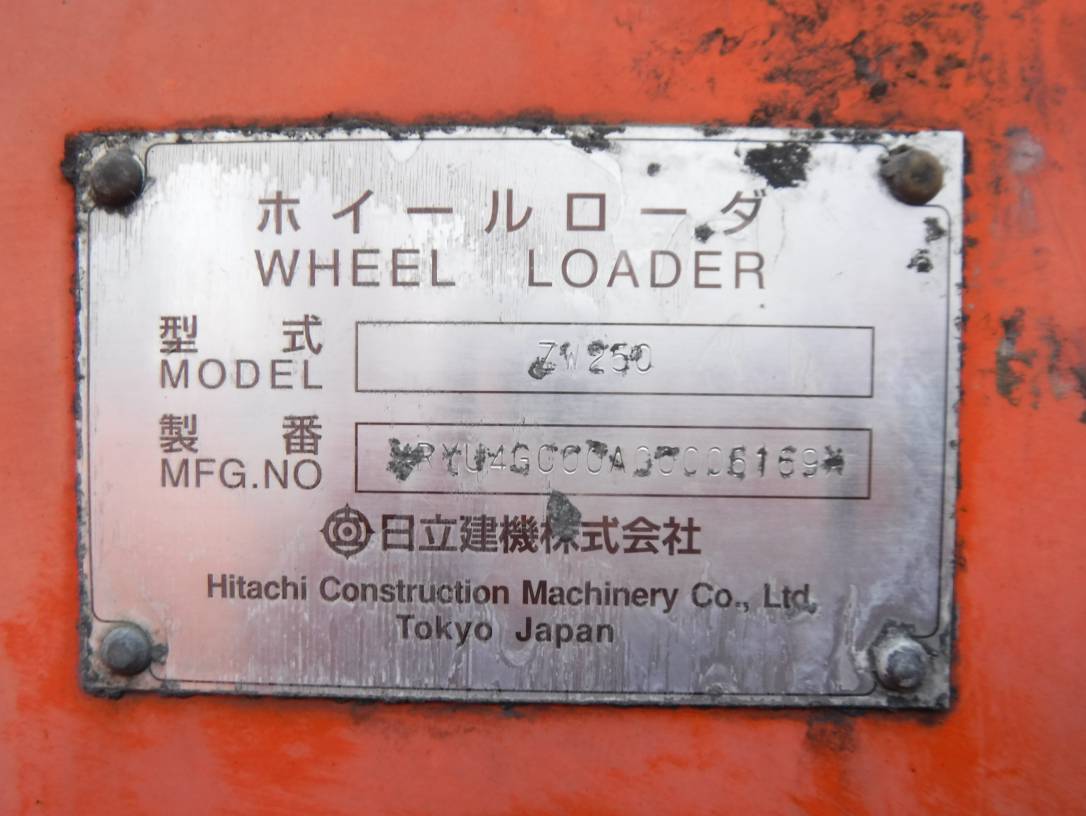 ホイールローダ
WHEEL LOADER
型式
MODEL ZW250
製番
MFG.NO
日立建機株式会社
Hitachi Construction Machinery Co., Ltd.
Tokyo Japan